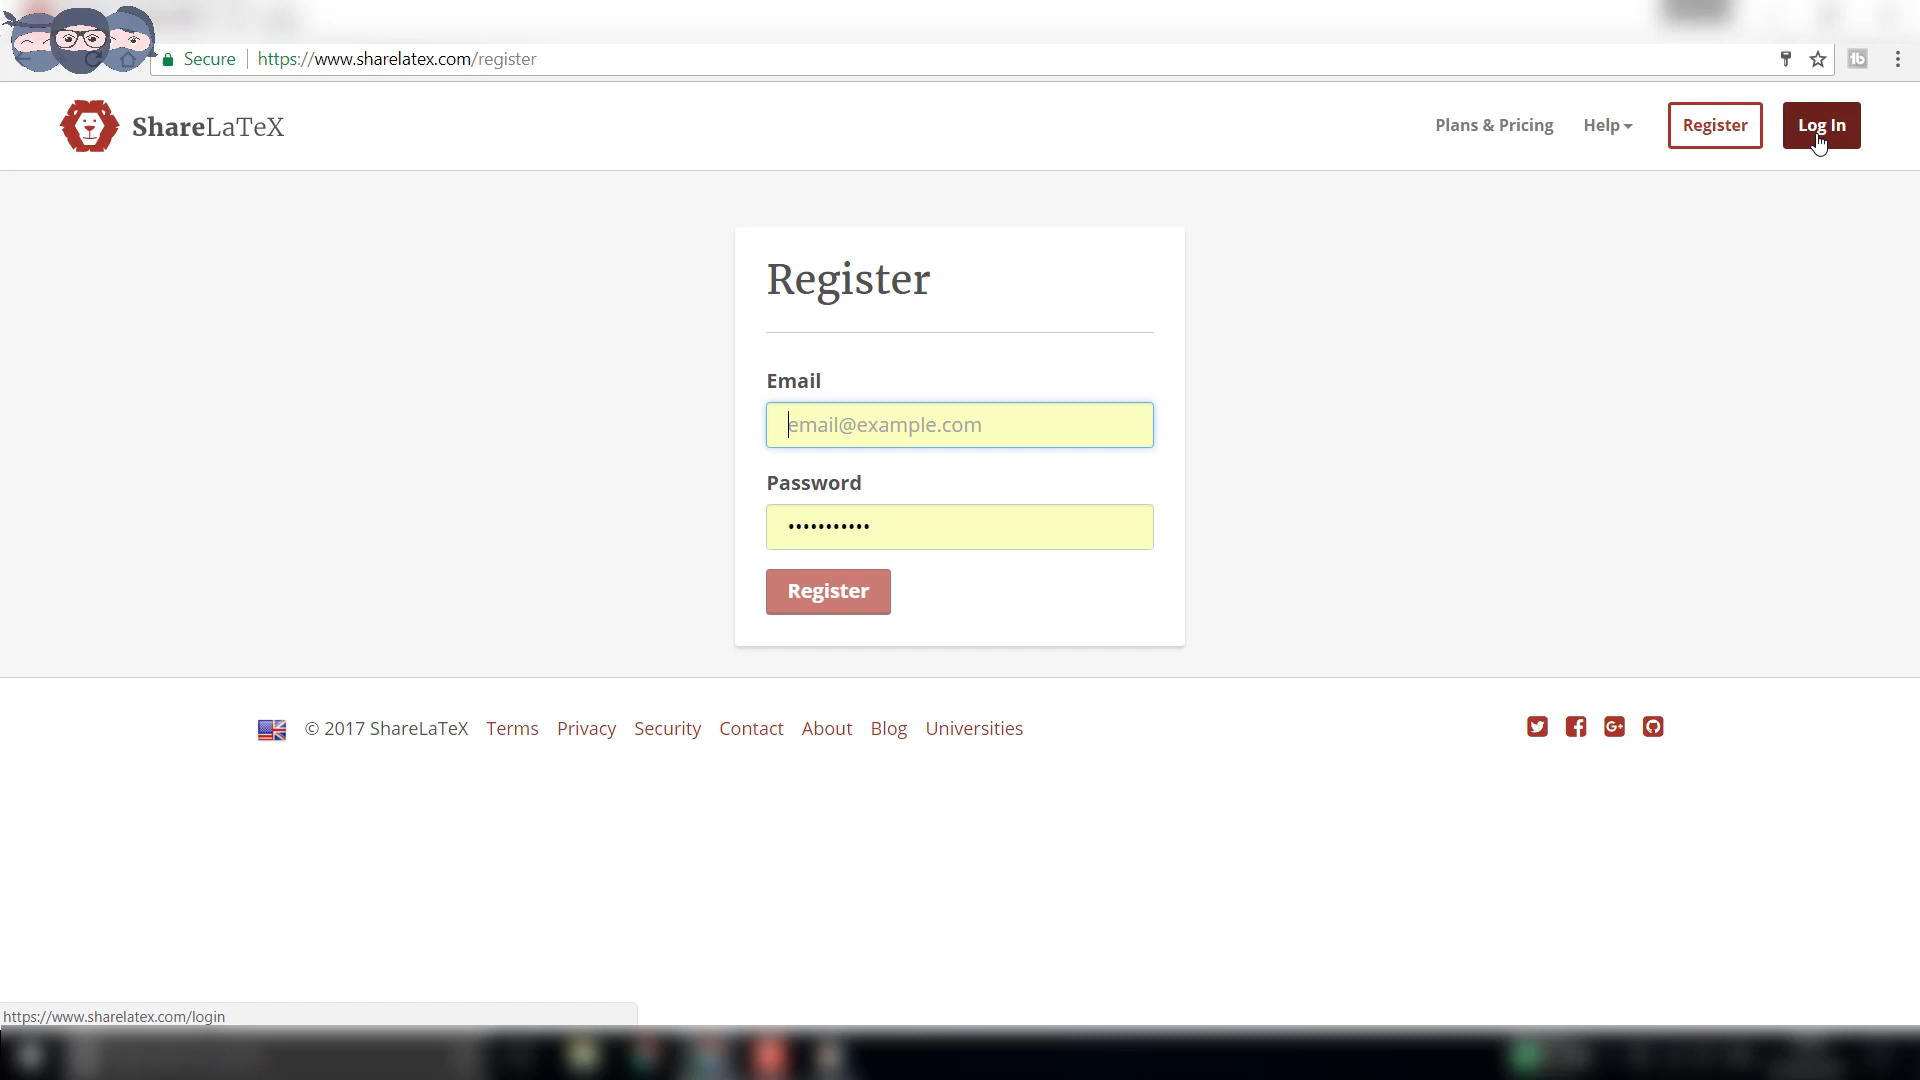 Secure https://www.sharelatex.com/register
ShareLaTeX
Plans & Pricing Help Register Log In
Register
Email
email@example.com
Password
•••••••••••
Register
© 2017 ShareLaTeX Terms Privacy Security Contact About Blog Universities
https://www.sharelatex.com/login